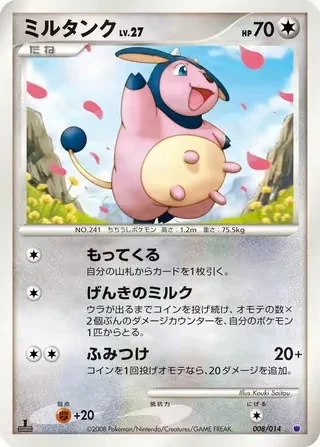 ミルタンク LV.27 HP 70
たね
NO.241 ちちうしポケモン 高さ:1.2m 重さ:75.5kg
もってくる
自分の山札からカードを1枚引く。
げんきのミルク
ウラが出るまでコインを投げ続け、オモテの数×
2個ぶんのダメージカウンターを、自分のポケモン
1匹からとる。
ふみつけ 20+
コインを1回投げオモテなら、20ダメージを追加。
Illus. Kouki Saitou
弱点 抵抗力 にげる
+20
1
008/014
©2008 Pokémon/Nintendo/Creatures/GAME FREAK.